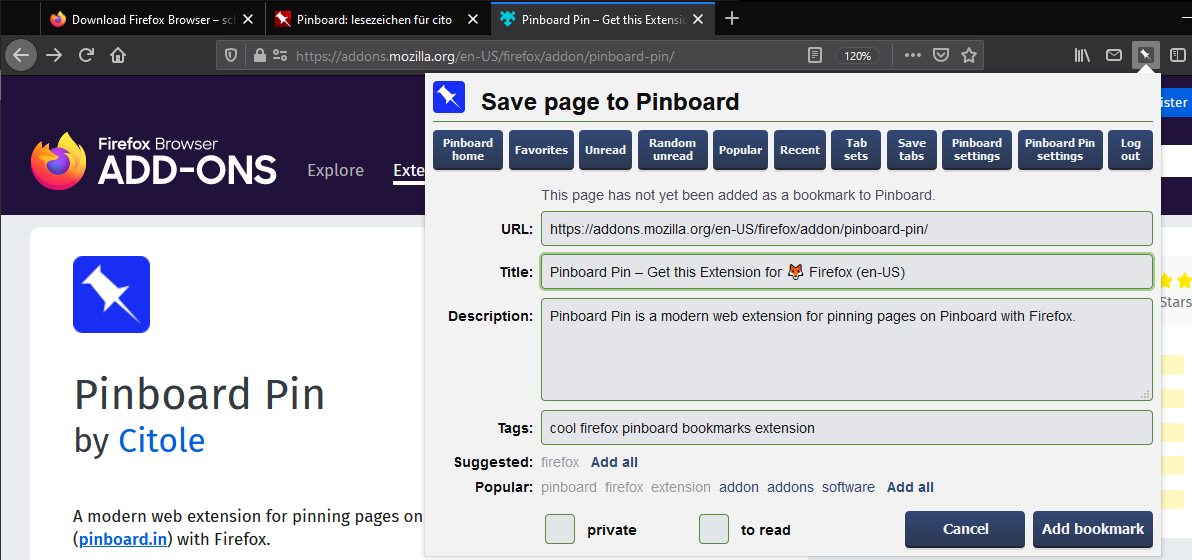 Download Firefox Browser – sch
Pinboard: lesezeichen für cito
Pinboard Pin – Get this Extensio
https://addons.mozilla.org/en-US/firefox/addon/pinboard-pin/
120%
Save page to Pinboard
Pinboard home
Favorites
Unread
Random unread
Popular
Recent
Tab sets
Save tabs
Pinboard settings
Pinboard Pin settings
Log out
ister
Firefox Browser
ADD-ONS
Explore
Exte
This page has not yet been added as a bookmark to Pinboard.
URL: https://addons.mozilla.org/en-US/firefox/addon/pinboard-pin/
Title: Pinboard Pin – Get this Extension for 🦊 Firefox (en-US)
Stars
Description: Pinboard Pin is a modern web extension for pinning pages on Pinboard with Firefox.
Tags: cool firefox pinboard bookmarks extension
Suggested: firefox Add all
Popular: pinboard firefox extension addon addons software Add all
private
to read
Cancel
Add bookmark
Pinboard Pin
by Citole
A modern web extension for pinning pages on
(pinboard.in) with Firefox.